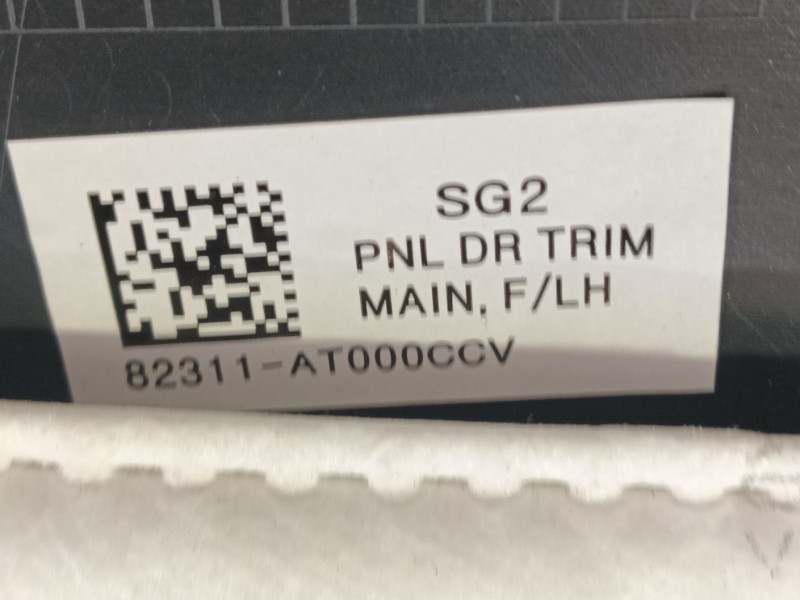 SG2
PNL DR TRIM
MAIN, F/LH
82311-AT000CCV